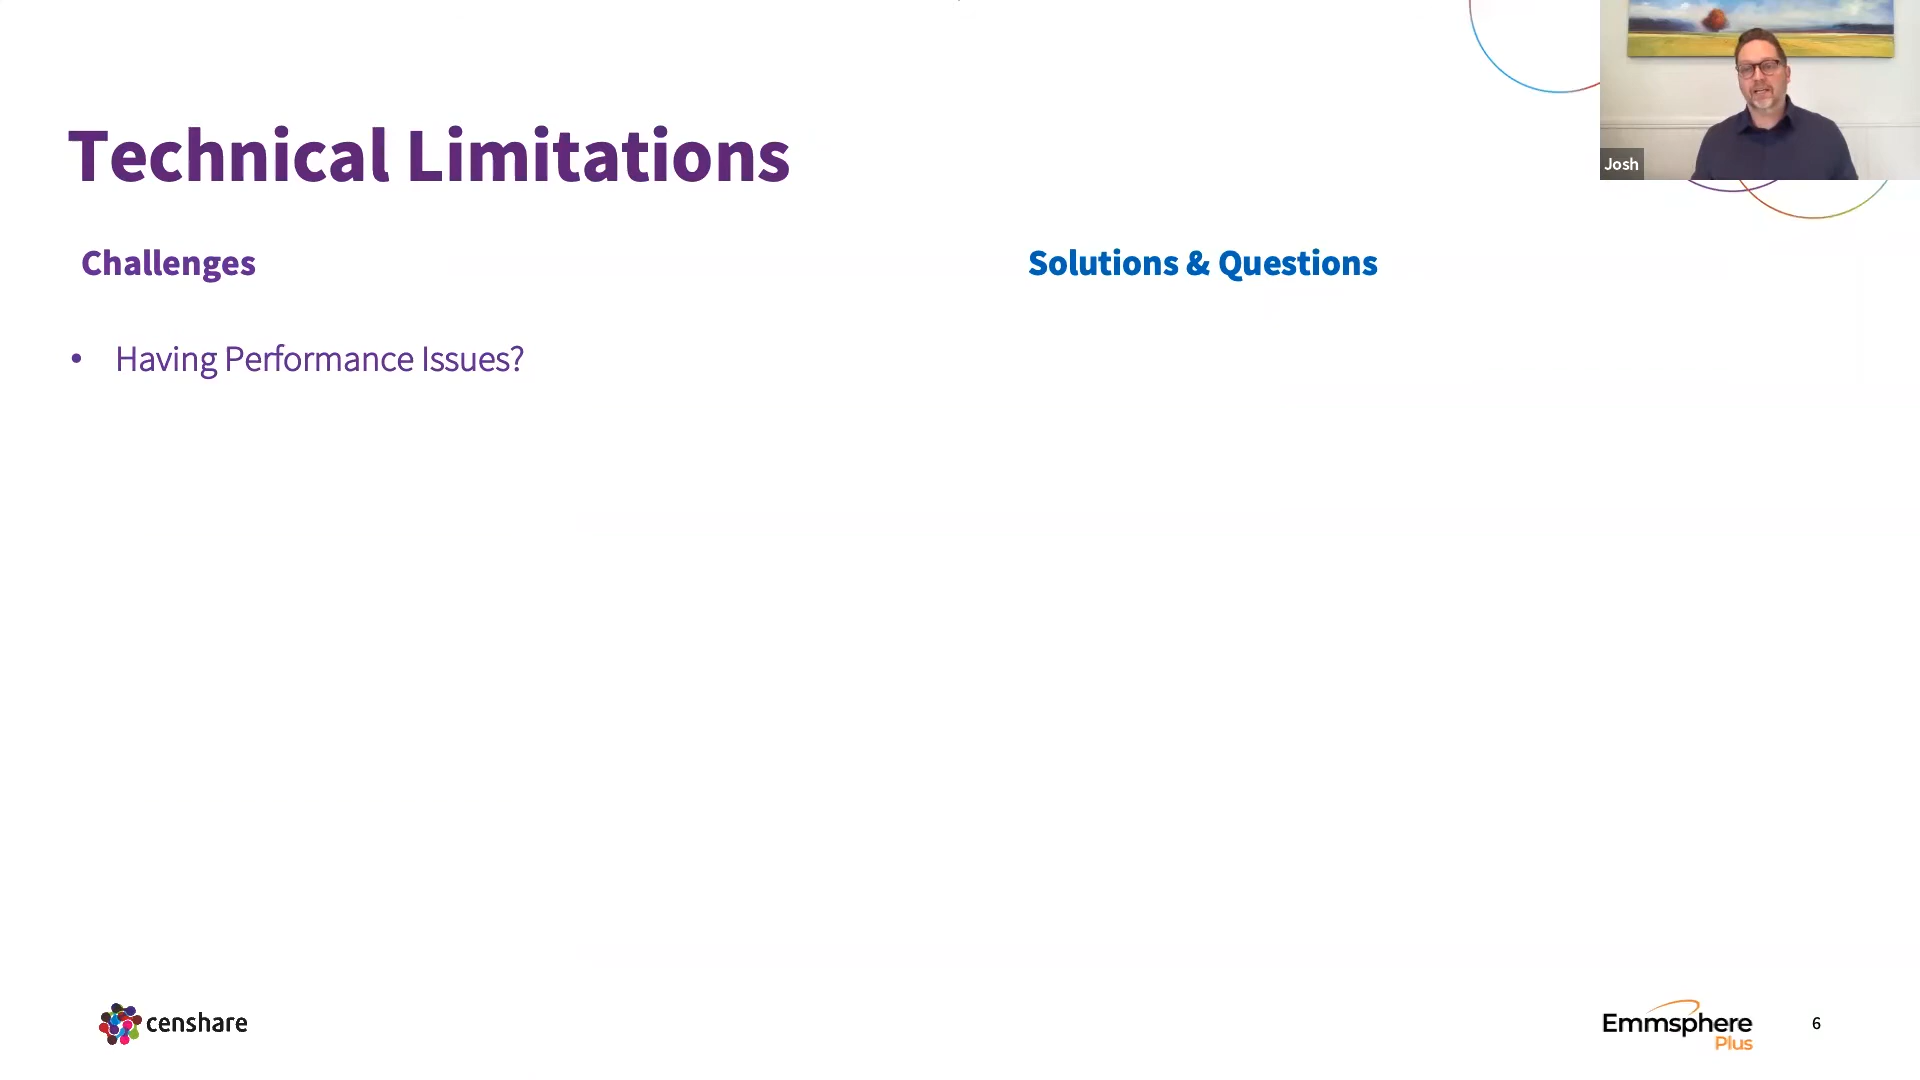 Technical Limitations
Josh
Challenges
Solutions & Questions
• Having Performance Issues?
censhare
Emmsphere
Plus
6